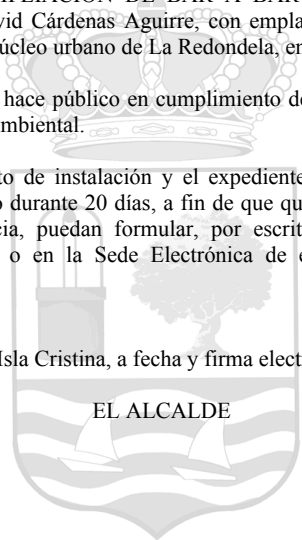 AMPLIACIÓN DE BAR A BAR
vid Cárdenas Aguirre, con empla
úcleo urbano de La Redondela, en
hace público en cumplimiento de
mbiental.
to de instalación y el expediente
o durante 20 días, a fin de que qu
cia, puedan formular, por escrit
o en la Sede Electrónica de e
Isla Cristina, a fecha y firma elect
EL ALCALDE